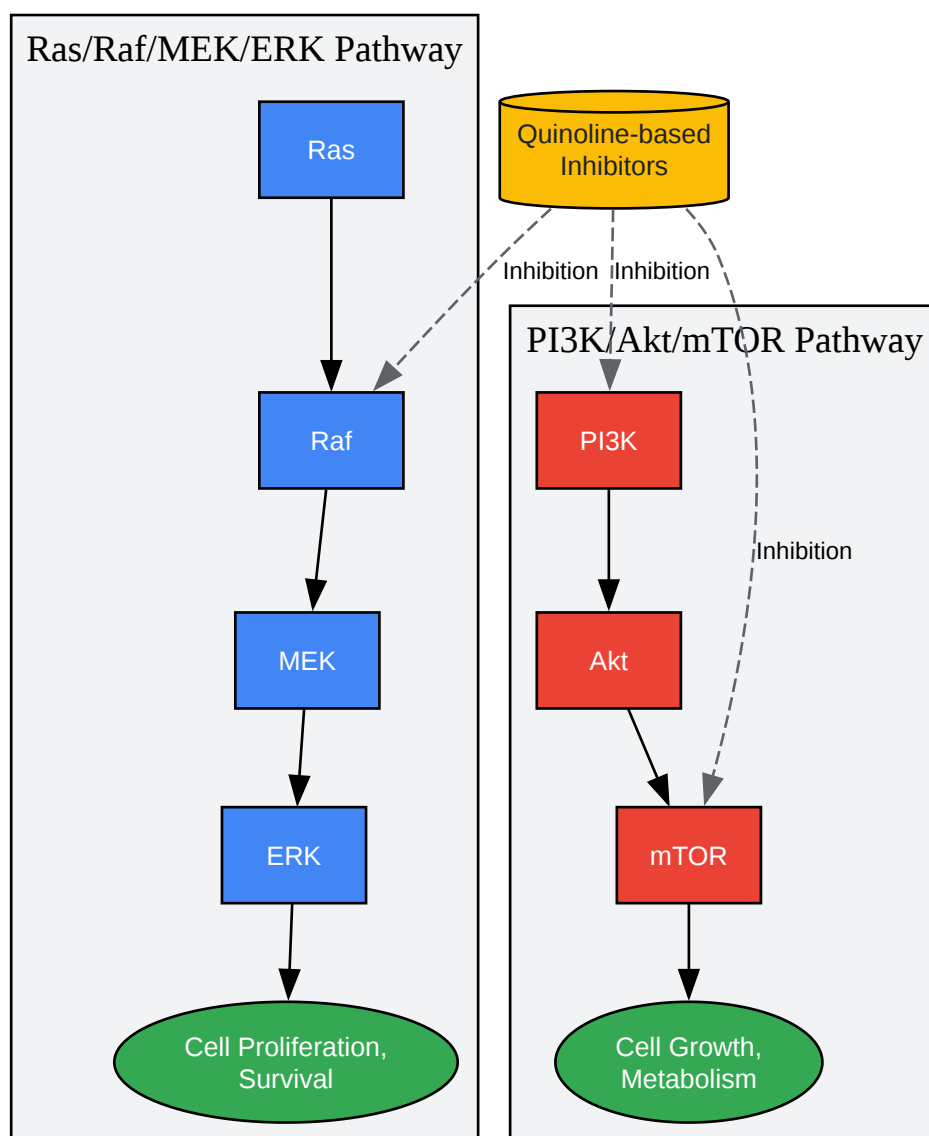 Ras/Raf/MEK/ERK Pathway
Ras
Quinoline-based
Inhibitors
Inhibition
Inhibition
PI3K/Akt/mTOR Pathway
Raf
PI3K
Inhibition
MEK
Akt
ERK
mTOR
Cell Proliferation,
Survival
Cell Growth,
Metabolism